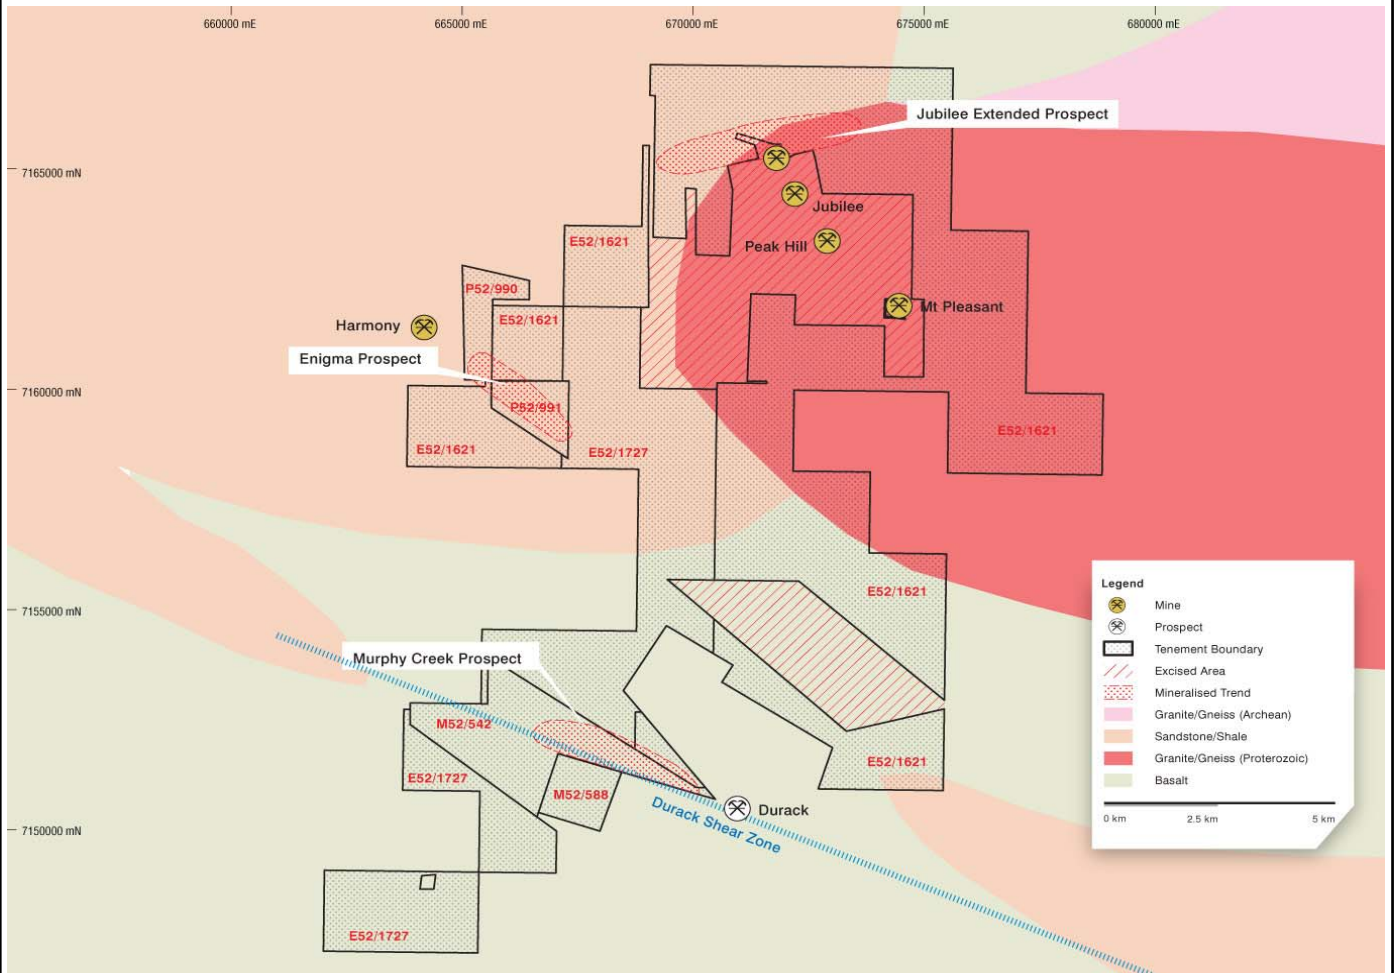 660000 mE
665000 mE
670000 mE
675000 mE
680000 mE
Jubilee Extended Prospect
7165000 mN
Jubilee
E52/1621
Peak Hill
P52/990
Mt Pleasant
E52/1621
Harmony
Enigma Prospect
7160000 mN
P52/991
E52/1621
E52/1621
E52/1727
E52/1621
7155000 mN
Murphy Creek Prospect
M52/542
E52/1621
E52/1727
M52/588
Durack
Durack Shear Zone
7150000 mN
E52/1727
Legend
Mine
Prospect
Tenement Boundary
Excised Area
Mineralised Trend
Granite/Gneiss (Archean)
Sandstone/Shale
Granite/Gneiss (Proterozoic)
Basalt
0 km
2.5 km
5 km